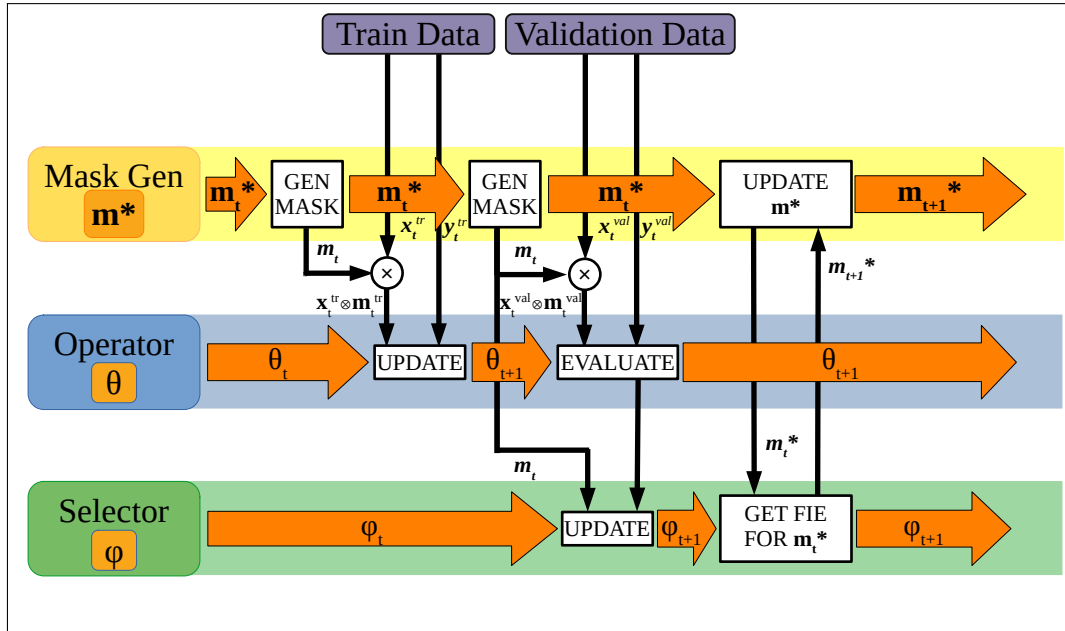 Train Data
Validation Data
Mask Gen
m*
m_t*
GEN
MASK
m_t*
GEN
MASK
m_t*
UPDATE
m*
m_{t+1}*
x_t^{tr}
y_t^{tr}
x_t^{val}
y_t^{val}
m_t
×
m_t
×
m_{t+1}*
x_t^{tr}⊗m_t^{tr}
x_t^{val}⊗m_t^{val}
Operator
θ
θ_t
UPDATE
θ_{t+1}
EVALUATE
θ_{t+1}
m_t
m_t*
Selector
φ
φ_t
UPDATE
φ_{t+1}
GET FIE
FOR m_t*
φ_{t+1}